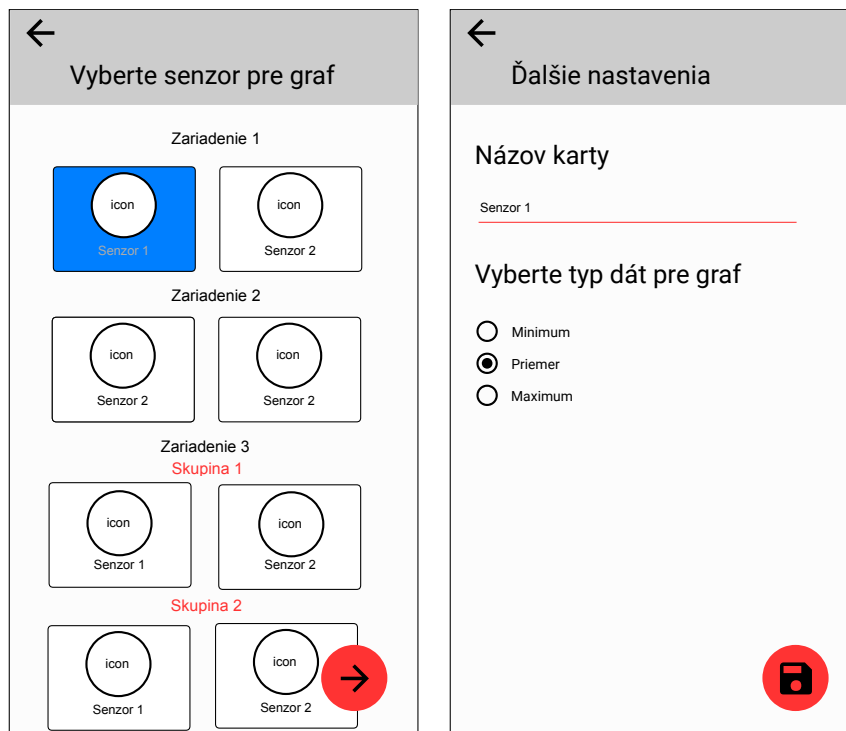 Vyberte senzor pre graf
Zariadenie 1
icon
icon
Senzor 1
Senzor 2
Zariadenie 2
icon
icon
Senzor 2
Senzor 2
Zariadenie 3
Skupina 1
icon
icon
Senzor 1
Senzor 2
Skupina 2
icon
icon
Senzor 1
Senzor 2
Ďalšie nastavenia
Názov karty
Senzor 1
Vyberte typ dát pre graf
Minimum
Priemer
Maximum